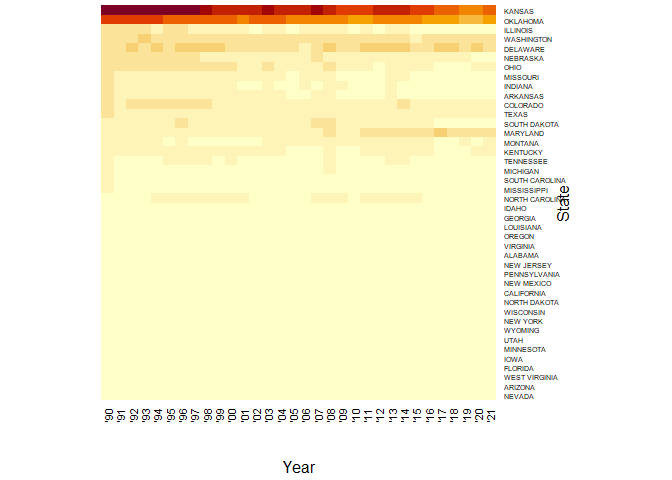 KANSAS
OKLAHOMA
ILLINOIS
WASHINGTON
DELAWARE
NEBRASKA
OHIO
MISSOURI
INDIANA
ARKANSAS
COLORADO
TEXAS
SOUTH DAKOTA
MARYLAND
MONTANA
KENTUCKY
TENNESSEE
MICHIGAN
SOUTH CAROLINA
MISSISSIPPI
NORTH CAROLINA
IDAHO
GEORGIA
LOUISIANA
OREGON
VIRGINIA
ALABAMA
NEW JERSEY
PENNSYLVANIA
NEW MEXICO
CALIFORNIA
NORTH DAKOTA
WISCONSIN
NEW YORK
WYOMING
UTAH
MINNESOTA
IOWA
FLORIDA
WEST VIRGINIA
ARIZONA
NEVADA
State
'90 '91 '92 '93 '94 '95 '96 '97 '98 '99 '00 '01 '02 '03 '04 '05 '06 '07 '08 '09 '10 '11 '12 '13 '14 '15 '16 '17 '18 '19 '20 '21
Year